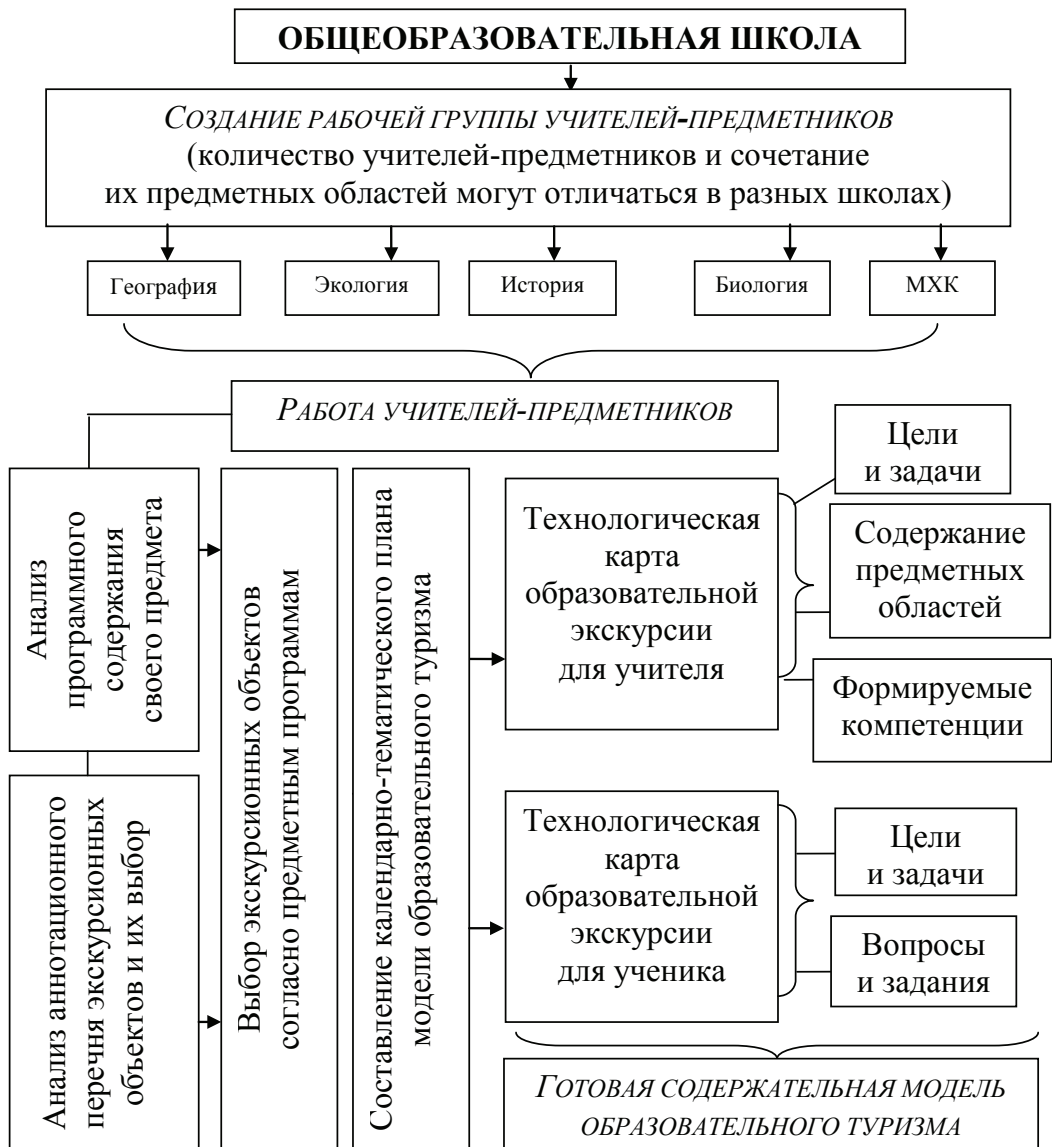 ОБЩЕОБРАЗОВАТЕЛЬНАЯ ШКОЛА
СОЗДАНИЕ РАБОЧЕЙ ГРУППЫ УЧИТЕЛЕЙ-ПРЕДМЕТНИКОВ
(количество учителей-предметников и сочетание
их предметных областей могут отличаться в разных школах)
География
Экология
История
Биология
МХК
РАБОТА УЧИТЕЛЕЙ-ПРЕДМЕТНИКОВ
Анализ
программного
содержания
своего предмета
Анализ аннотационного
перечня экскурсионных
объектов и их выбор
Выбор экскурсионных объектов
согласно предметным программам
Составление календарно-тематического плана
модели образовательного туризма
Технологическая
карта
образовательной
экскурсии
для учителя
Цели
и задачи
Содержание
предметных
областей
Формируемые
компетенции
Технологическая
карта
образовательной
экскурсии
для ученика
Цели
и задачи
Вопросы
и задания
ГОТОВАЯ СОДЕРЖАТЕЛЬНАЯ МОДЕЛЬ
ОБРАЗОВАТЕЛЬНОГО ТУРИЗМА